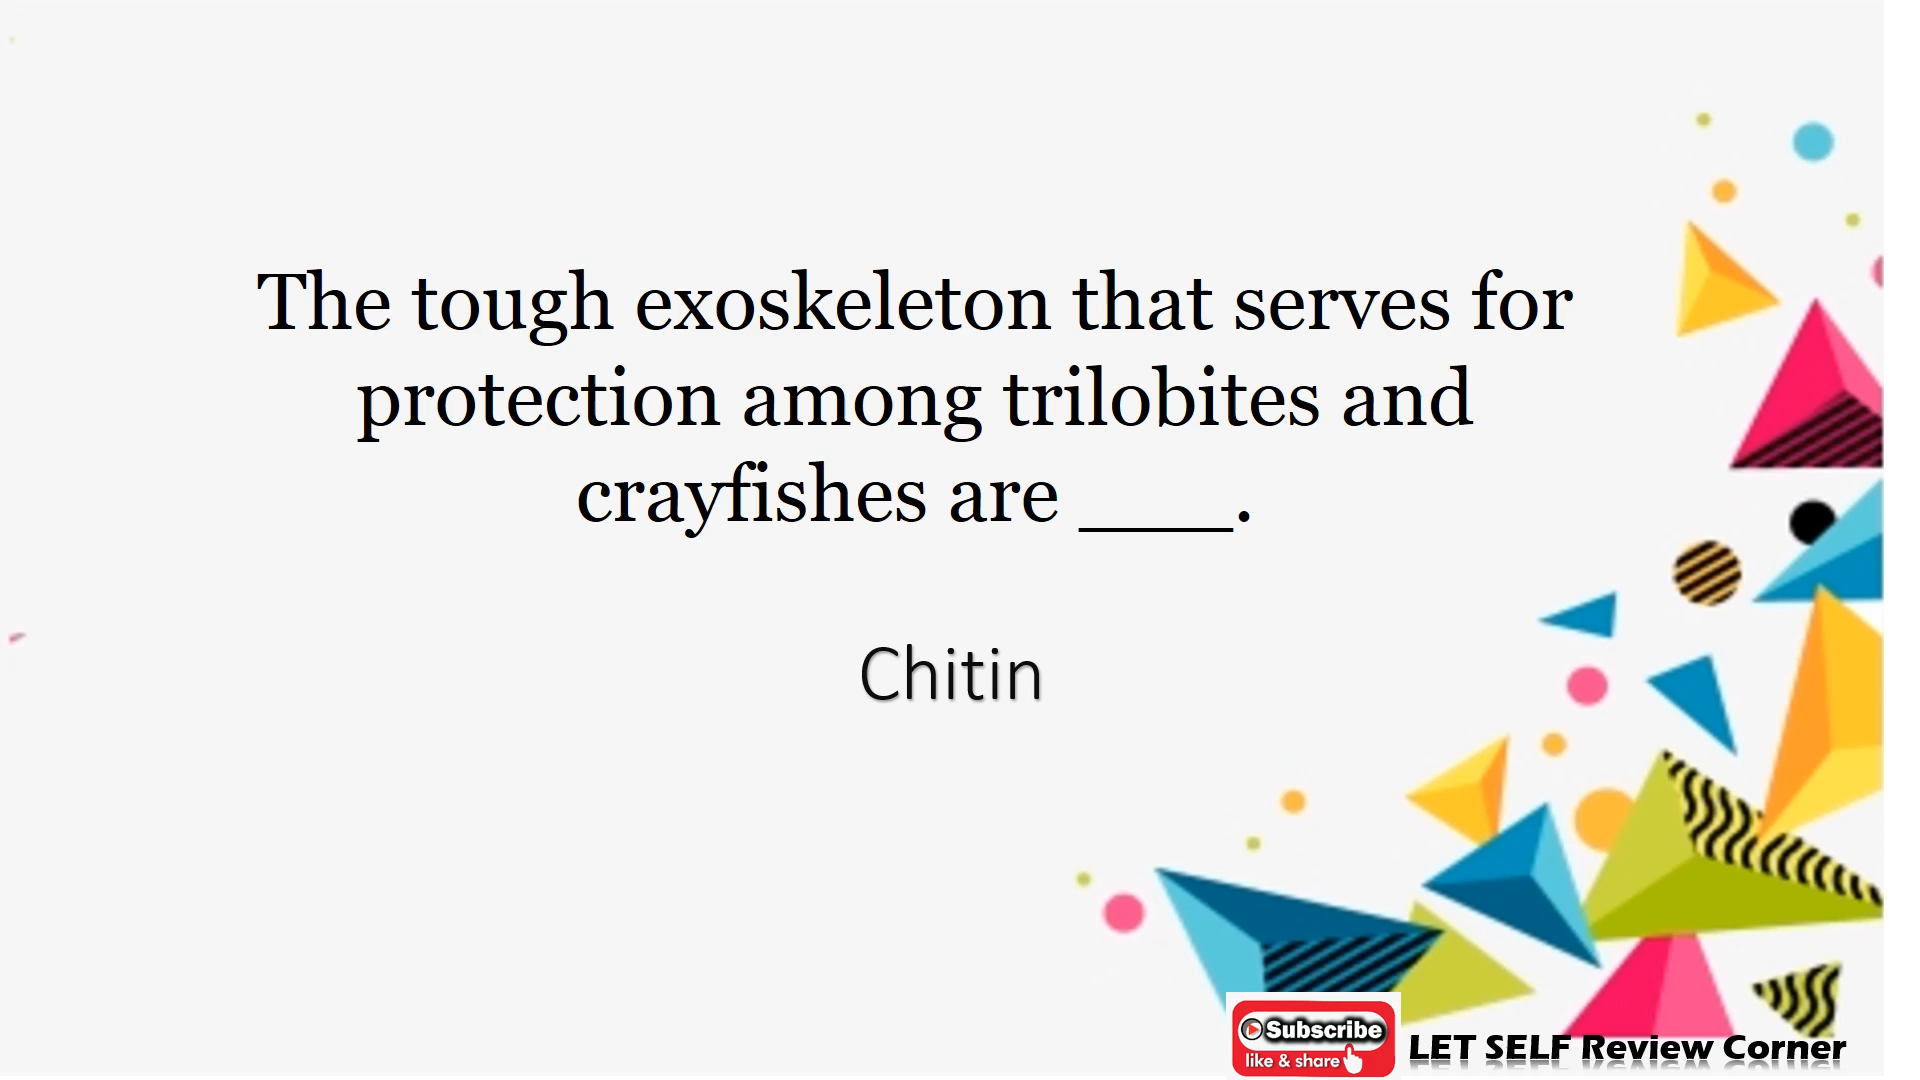 The tough exoskeleton that serves for
protection among trilobites and
crayfishes are ____.
Chitin
Subscribe
like & share
LET SELF Review Corner